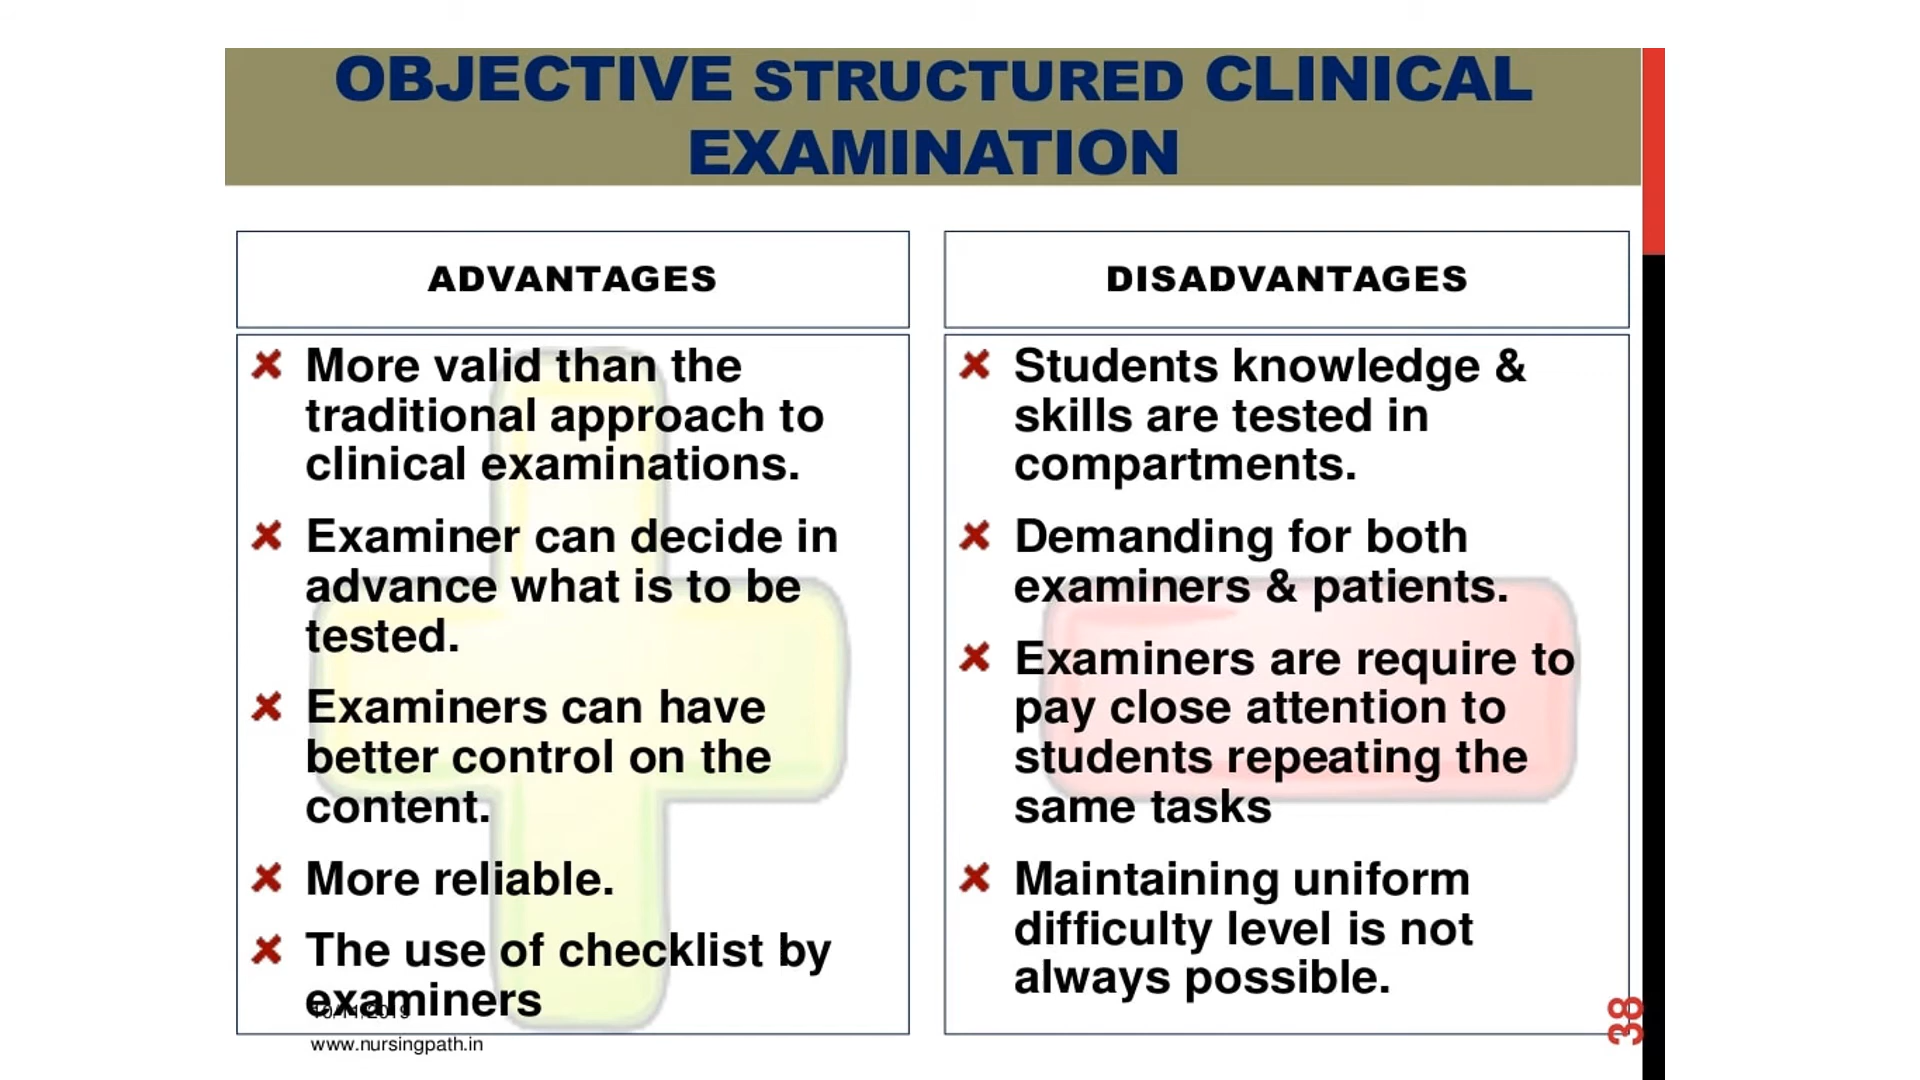 OBJECTIVE STRUCTURED CLINICAL
EXAMINATION
ADVANTAGES
More valid than the
traditional approach to
clinical examinations.
Examiner can decide in
advance what is to be
tested.
Examiners can have
better control on the
content.
More reliable.
The use of checklist by
examiners
DISADVANTAGES
Students knowledge &
skills are tested in
compartments.
Demanding for both
examiners & patients.
Examiners are require to
pay close attention to
students repeating the
same tasks
Maintaining uniform
difficulty level is not
always possible.
www.nursingpath.in
38